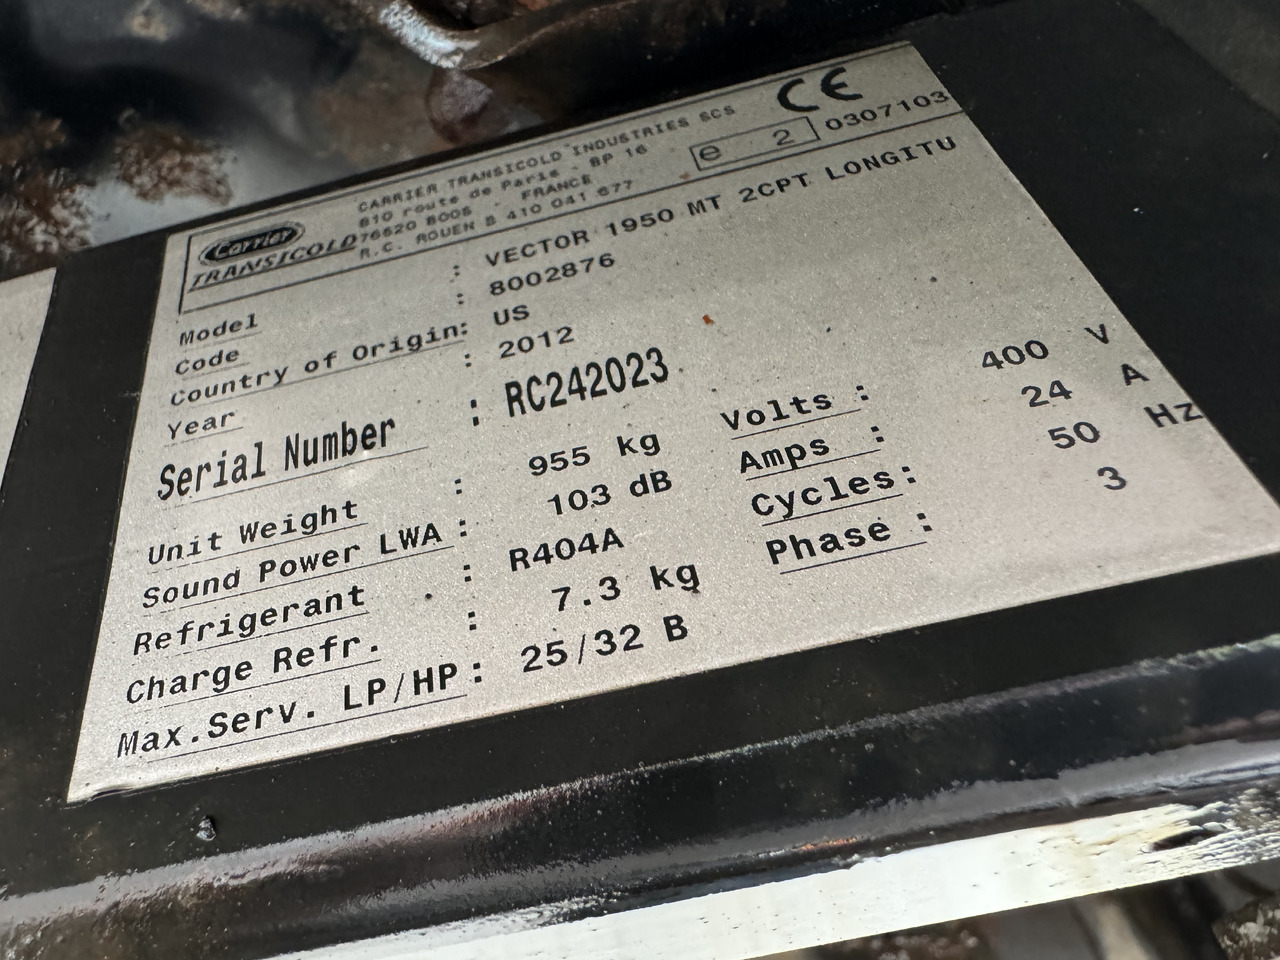 Carrier
TRANSICOLD
CARRIER TRANSICOLD INDUSTRIES SCS
810 route de Paris - BP 16
76520 BOOS - FRANCE
R.C. ROUEN B 410 041 677
CE
e 2 0307103
Model : VECTOR 1950 MT 2CPT LONGITU
Code : 8002876
Country of Origin: US
Year : 2012
Serial Number : RC242023
Unit Weight : 955 kg
Sound Power LWA : 103 dB
Refrigerant : R404A
Charge Refr. : 7.3 kg
Max.Serv. LP/HP: 25/32 B
Volts : 400 V
Amps : 24 A
Cycles: 50 Hz
Phase : 3